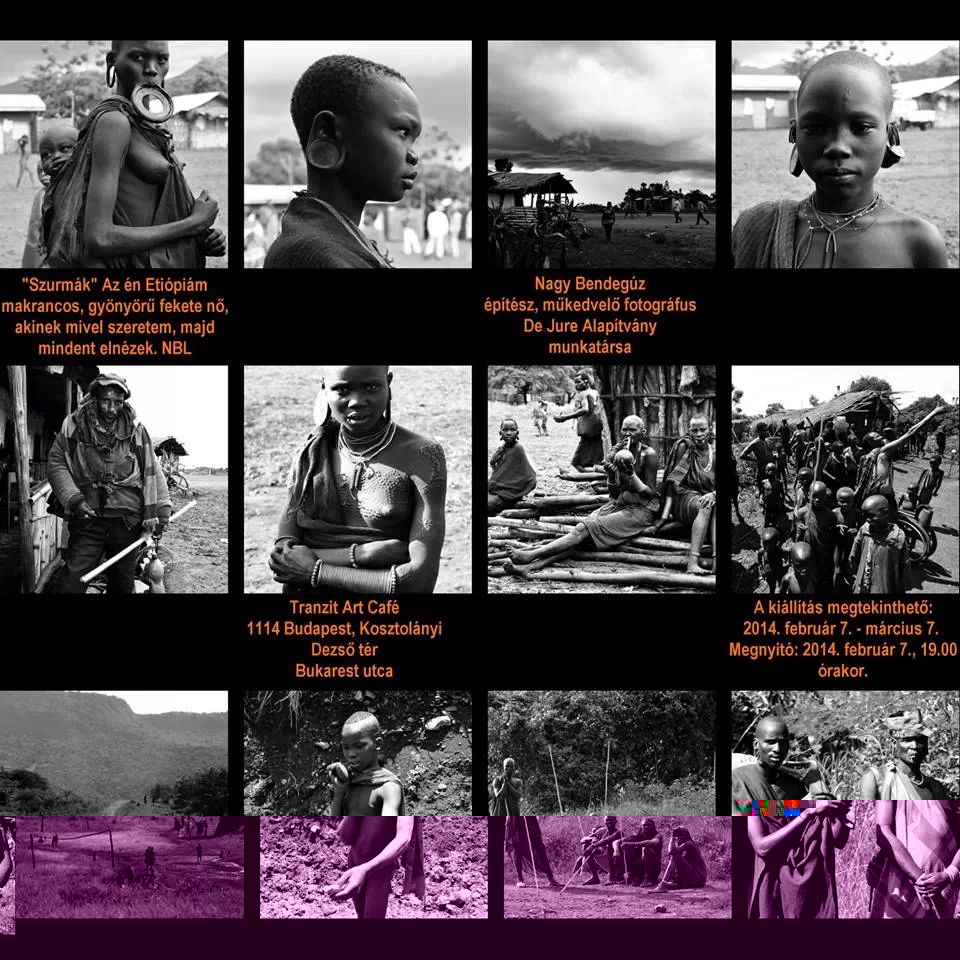 "Szurmák" Az én Etiópiám
makrancos, gyönyörű fekete nő,
akinek mivel szeretem, majd
mindent elnézek. NBL
Nagy Bendegúz
építész, műkedvelő fotográfus
De Jure Alapítvány
munkatársa
Tranzit Art Café
1114 Budapest, Kosztolányi
Dezső tér
Bukarest utca
A kiállítás megtekinthető:
2014. február 7. - március 7.
Megnyitó: 2014. február 7., 19.00
órakor.